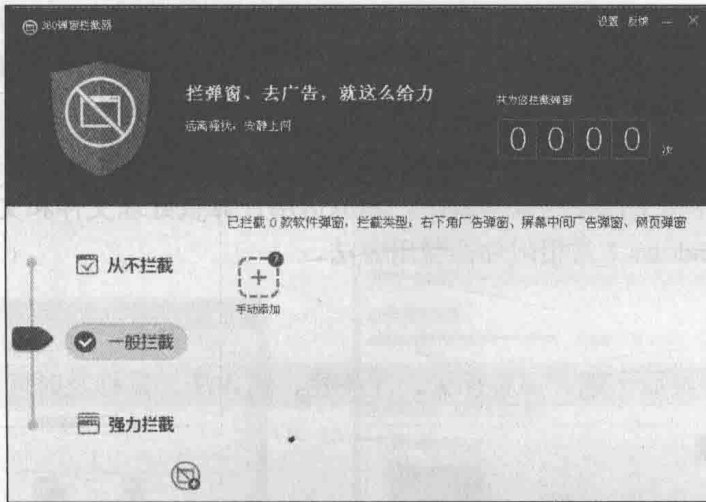 360弹窗拦截器
设置 反馈
拦弹窗、去广告，就这么给力
远离骚扰，安静上网
共为您拦截弹窗
0 0 0 0 次
已拦截 0 款软件弹窗，拦截类型：右下角广告弹窗、屏幕中间广告弹窗、网页弹窗
从不拦截
?
手动添加
一般拦截
强力拦截